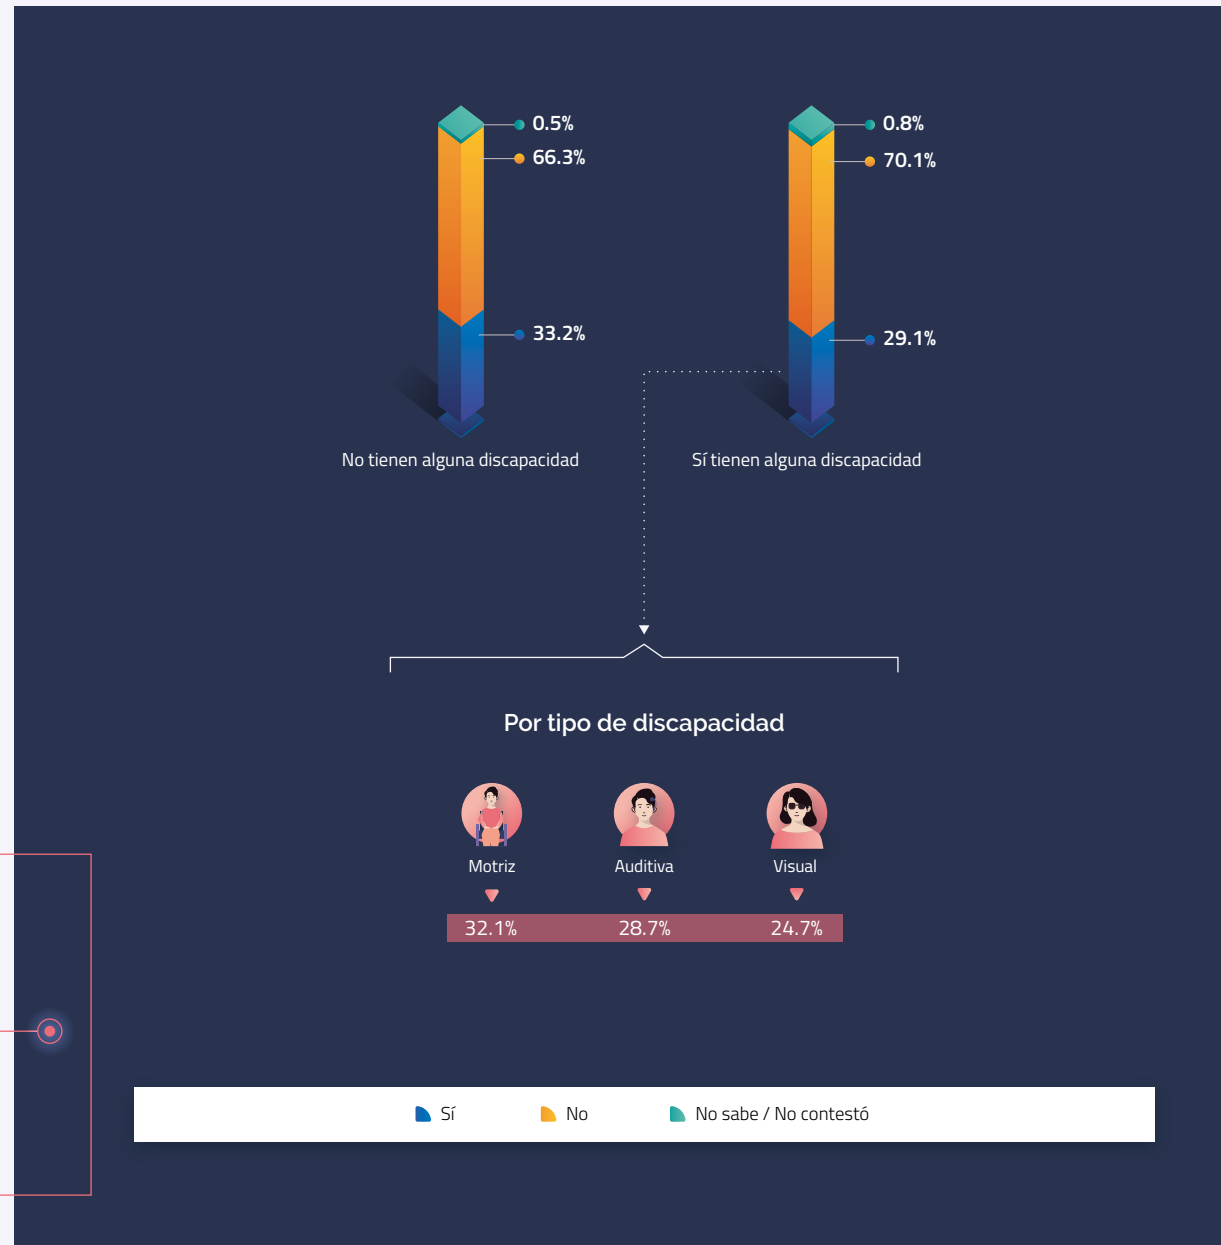 0.5%
66.3%
33.2%
No tienen alguna discapacidad
0.8%
70.1%
29.1%
Sí tienen alguna discapacidad
Por tipo de discapacidad
Motriz
Auditiva
Visual
32.1%
28.7%
24.7%
Sí
No
No sabe / No contestó